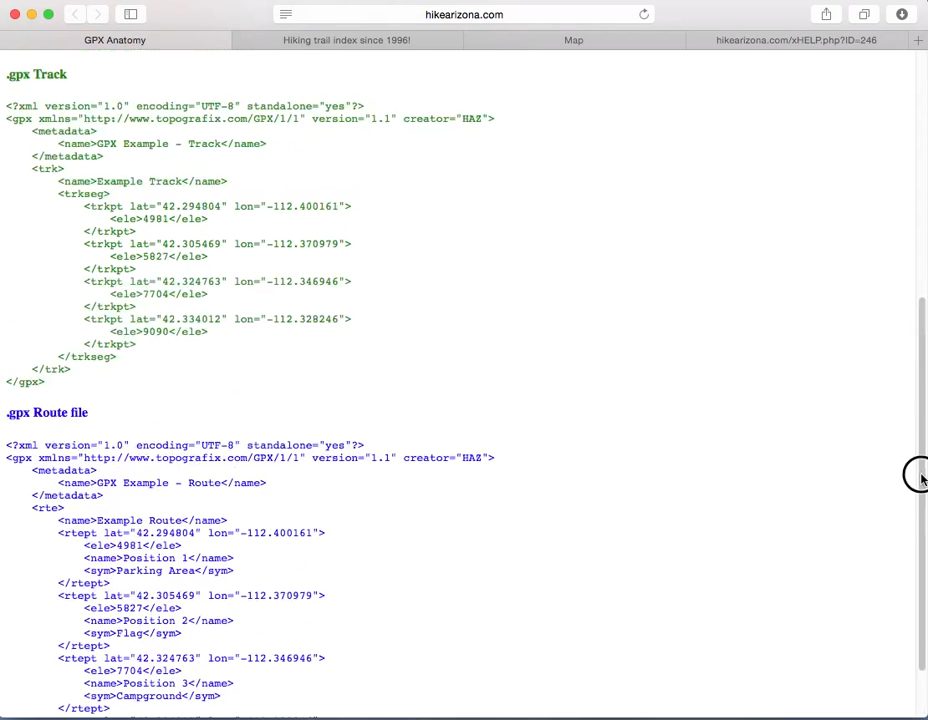 hikearizona.com
GPX Anatomy
Hiking trail index since 1996!
Map
hikearizona.com/xHELP.php?ID=246
.gpx Track
<?xml version="1.0" encoding="UTF-8" standalone="yes"?>
<gpx xmlns="http://www.topografix.com/GPX/1/1" version="1.1" creator="HAZ">
<metadata>
<name>GPX Example - Track</name>
</metadata>
<trk>
<name>Example Track</name>
<trkseg>
<trkpt lat="42.294804" lon="-112.400161">
<ele>4981</ele>
</trkpt>
<trkpt lat="42.305469" lon="-112.370979">
<ele>5827</ele>
</trkpt>
<trkpt lat="42.324763" lon="-112.346946">
<ele>7704</ele>
</trkpt>
<trkpt lat="42.334012" lon="-112.328246">
<ele>9090</ele>
</trkpt>
</trkseg>
</trk>
</gpx>
.gpx Route file
<?xml version="1.0" encoding="UTF-8" standalone="yes"?>
<gpx xmlns="http://www.topografix.com/GPX/1/1" version="1.1" creator="HAZ">
<metadata>
<name>GPX Example - Route</name>
</metadata>
<rte>
<name>Example Route</name>
<rtept lat="42.294804" lon="-112.400161">
<ele>4981</ele>
<name>Position 1</name>
<sym>Parking Area</sym>
</rtept>
<rtept lat="42.305469" lon="-112.370979">
<ele>5827</ele>
<name>Position 2</name>
<sym>Flag</sym>
</rtept>
<rtept lat="42.324763" lon="-112.346946">
<ele>7704</ele>
<name>Position 3</name>
<sym>Campground</sym>
</rtept>